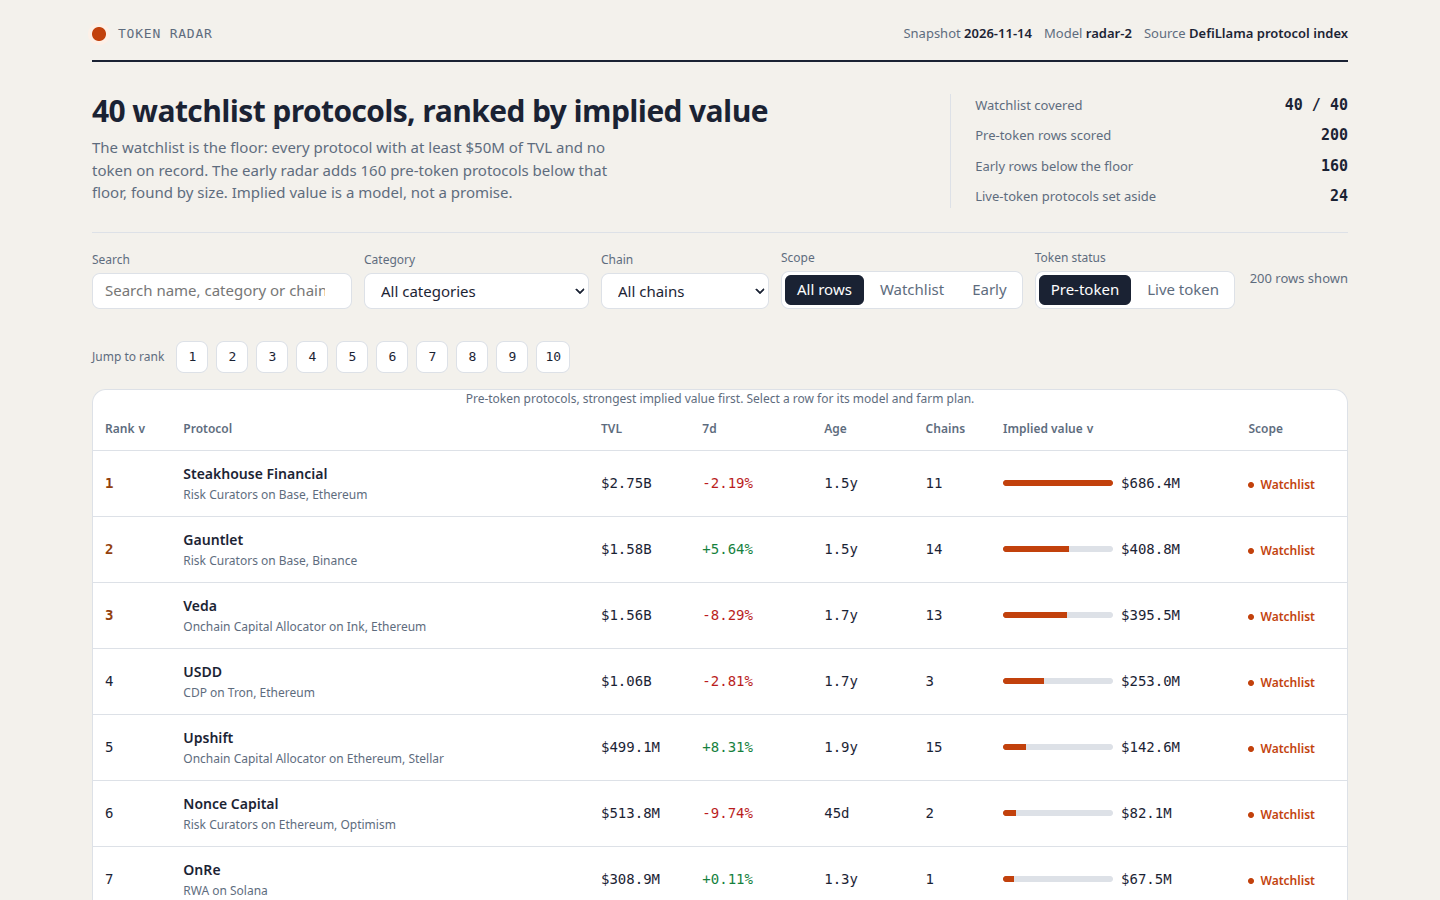 TOKEN RADAR
Snapshot 2026-11-14 Model radar-2 Source DefiLlama protocol index
40 watchlist protocols, ranked by implied value
The watchlist is the floor: every protocol with at least $50M of TVL and no
token on record. The early radar adds 160 pre-token protocols below that
floor, found by size. Implied value is a model, not a promise.
Watchlist covered 40 / 40
Pre-token rows scored 200
Early rows below the floor 160
Live-token protocols set aside 24
Search
Search name, category or chain
Category
All categories
Chain
All chains
Scope
All rows Watchlist Early
Token status
Pre-token Live token
200 rows shown
Jump to rank 1 2 3 4 5 6 7 8 9 10
Pre-token protocols, strongest implied value first. Select a row for its model and farm plan.
Rank v Protocol TVL 7d Age Chains Implied value v Scope
1 Steakhouse Financial $2.75B -2.19% 1.5y 11 $686.4M Watchlist
Risk Curators on Base, Ethereum
2 Gauntlet $1.58B +5.64% 1.5y 14 $408.8M Watchlist
Risk Curators on Base, Binance
3 Veda $1.56B -8.29% 1.7y 13 $395.5M Watchlist
Onchain Capital Allocator on Ink, Ethereum
4 USDD $1.06B -2.81% 1.7y 3 $253.0M Watchlist
CDP on Tron, Ethereum
5 Upshift $499.1M +8.31% 1.9y 15 $142.6M Watchlist
Onchain Capital Allocator on Ethereum, Stellar
6 Nonce Capital $513.8M -9.74% 45d 2 $82.1M Watchlist
Risk Curators on Ethereum, Optimism
7 OnRe $308.9M +0.11% 1.3y 1 $67.5M Watchlist
RWA on Solana